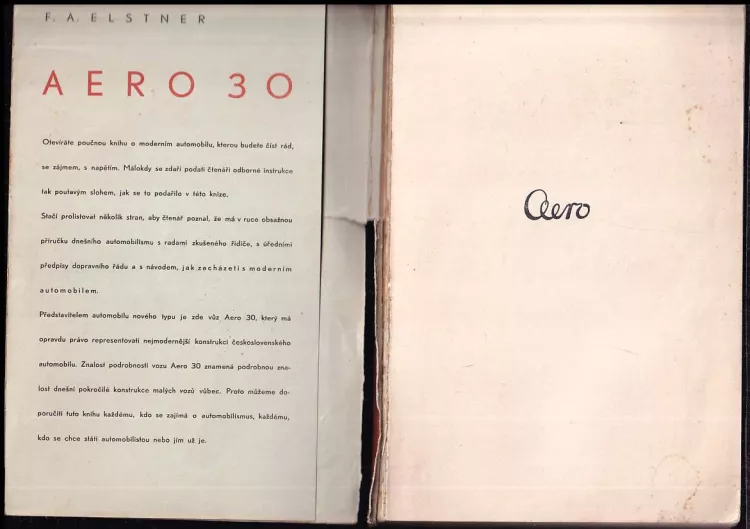 F. A. ELSTNER
AERO 30
Otevíráte poučnou knihu o moderním automobilu, kterou budete číst rád,
se zájmem, s napětím. Málokdy se zdaří podati čtenáři odborné instrukce
tak poutavým slohem, jak se to podařilo v této knize.
Stačí prolistovat několik stran, aby čtenář poznal, že má v ruce obsažnou
příručku dnešního automobilismu s radami zkušeného řidiče, s úředními
předpisy dopravního řádu a s návodem, jak zacházeti s moderním
automobilem.
Představitelem automobilu nového typu je zde vůz Aero 30, který má
opravdu právo representovati nejmodernější konstrukci československého
automobilu. Znalost podrobností vozu Aero 30 znamená podrobnou zna-
lost dnešní pokročilé konstrukce malých vozů vůbec. Proto můžeme do-
poručiti tuto knihu každému, kdo se zajímá o automobilismus, každému,
kdo se chce státi automobilistou nebo jím už je.
Aero